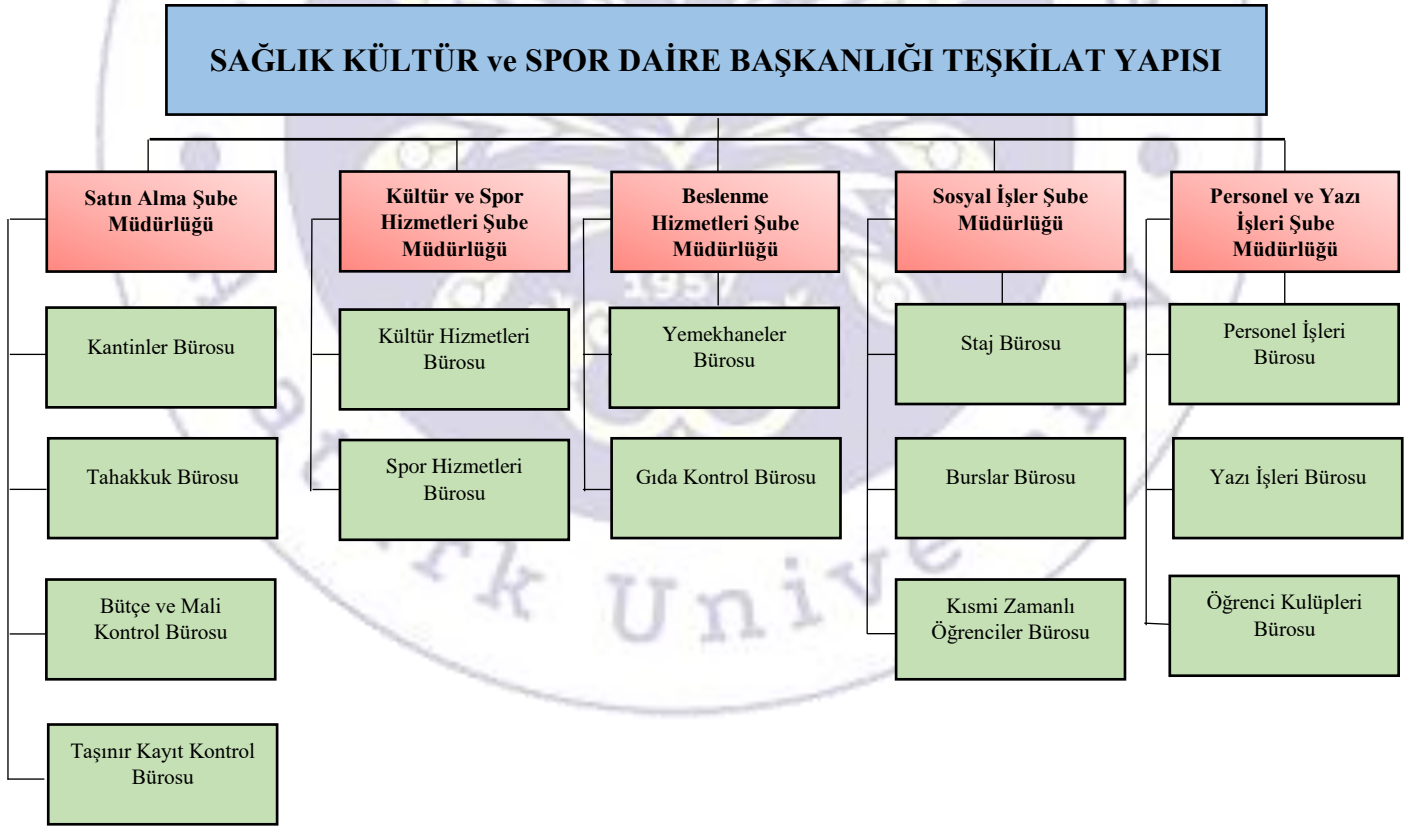 SAĞLIK KÜLTÜR ve SPOR DAİRE BAŞKANLIĞI TEŞKİLAT YAPISI
Satın Alma Şube
Müdürlüğü
Kültür ve Spor
Hizmetleri Şube
Müdürlüğü
Beslenme
Hizmetleri Şube
Müdürlüğü
Sosyal İşler Şube
Müdürlüğü
Personel ve Yazı
İşleri Şube
Müdürlüğü
1957
Kantinler Bürosu
Kültür Hizmetleri
Bürosu
Yemekhaneler
Bürosu
Staj Bürosu
Personel İşleri
Bürosu
Tahakkuk Bürosu
Spor Hizmetleri
Bürosu
Gıda Kontrol Bürosu
Burslar Bürosu
Yazı İşleri Bürosu
Bütçe ve Mali
Kontrol Bürosu
Kısmi Zamanlı
Öğrenciler Bürosu
Öğrenci Kulüpleri
Bürosu
Taşınır Kayıt Kontrol
Bürosu